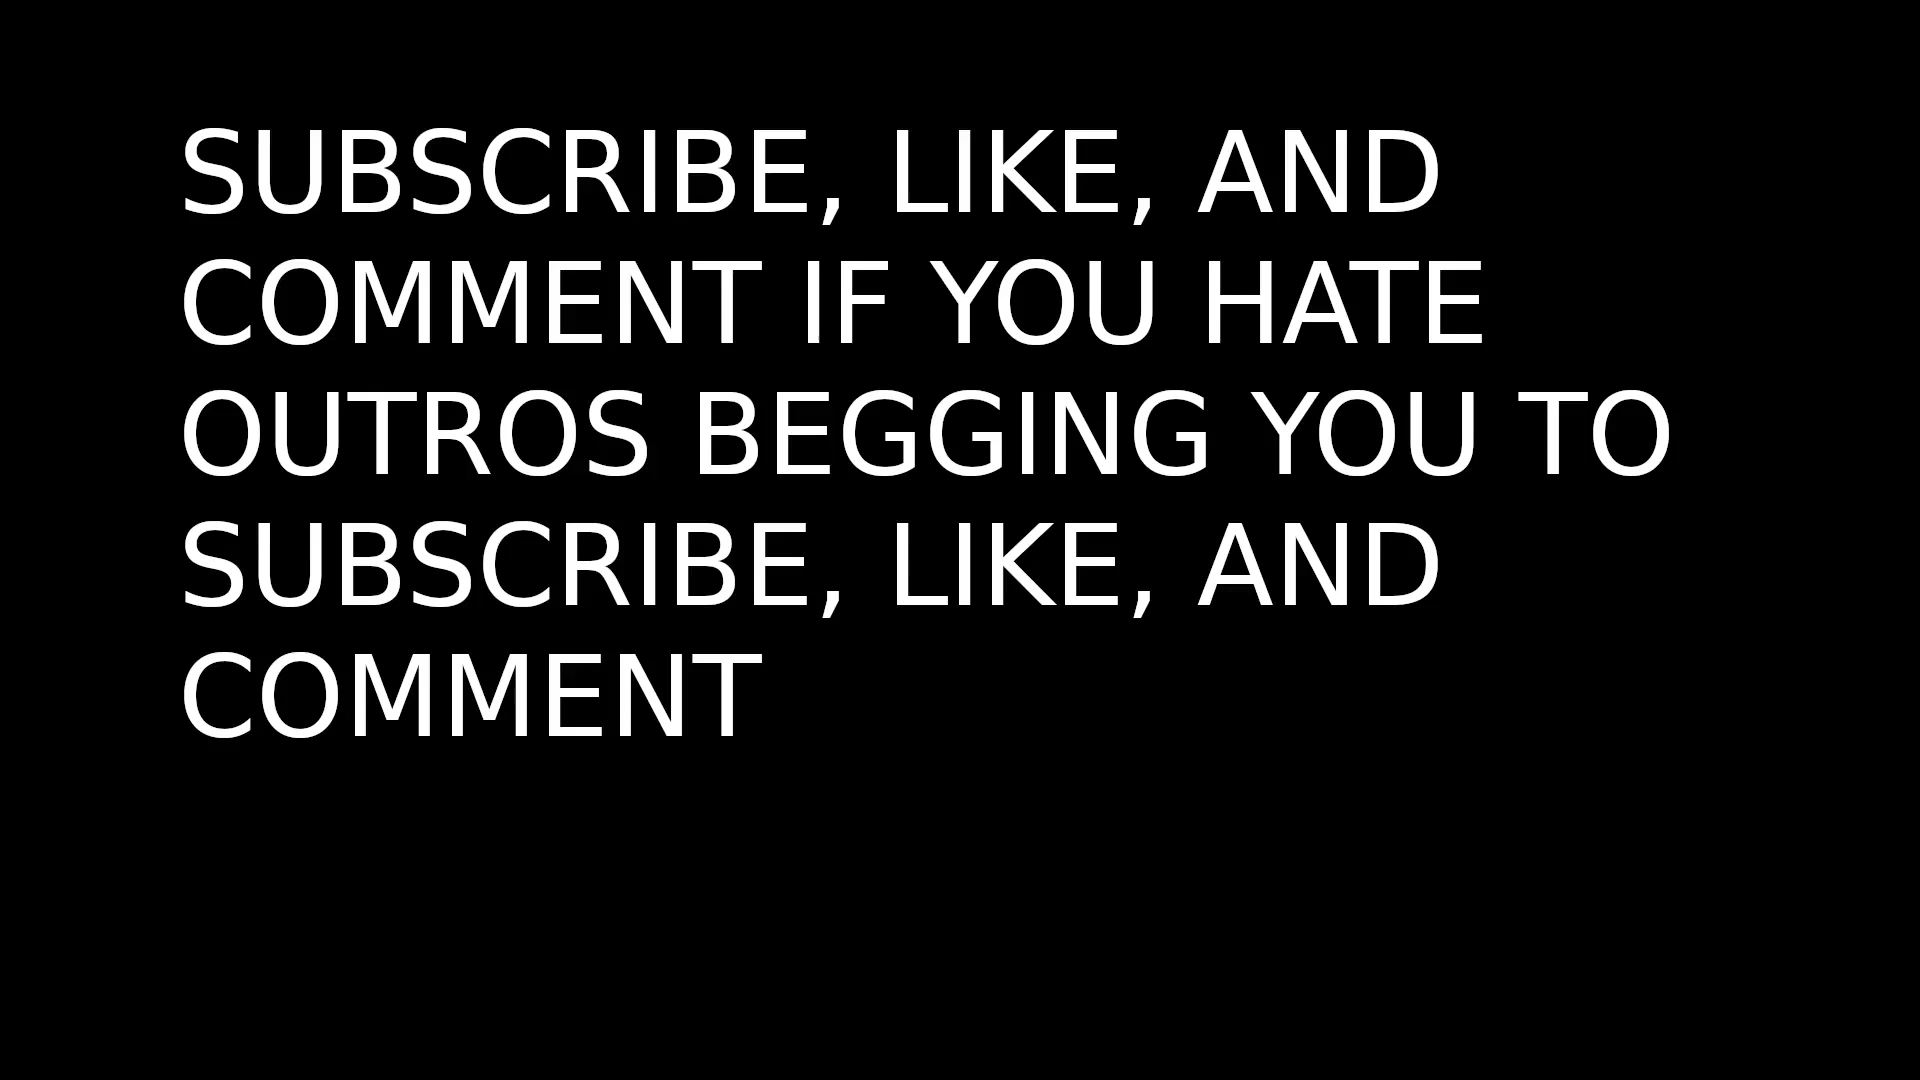 SUBSCRIBE, LIKE, AND
COMMENT IF YOU HATE
OUTROS BEGGING YOU TO
SUBSCRIBE, LIKE, AND
COMMENT